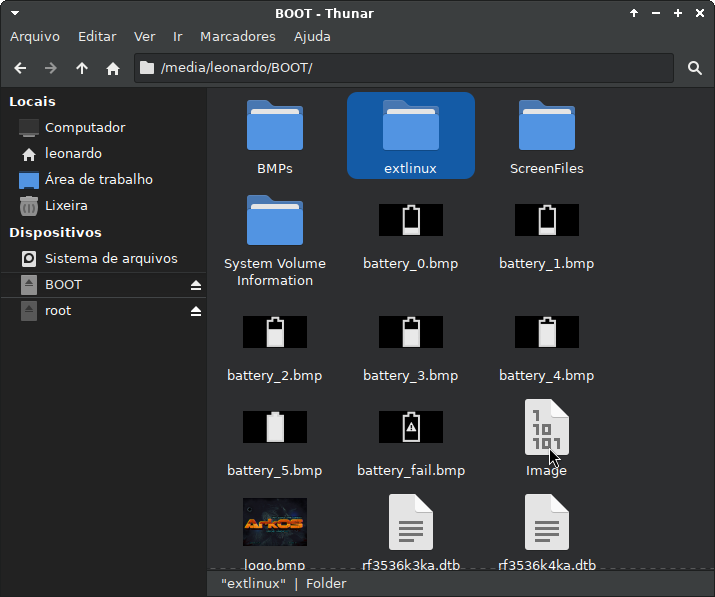 BOOT - Thunar
Arquivo Editar Ver Ir Marcadores Ajuda
/media/leonardo/BOOT/
Locais
Computador
leonardo
Área de trabalho
Lixeira
Dispositivos
Sistema de arquivos
BOOT
root
BMPs
extlinux
ScreenFiles
System Volume
Information
battery_0.bmp
battery_1.bmp
battery_2.bmp
battery_3.bmp
battery_4.bmp
battery_5.bmp
battery_fail.bmp
1
10
101
Image
ArkOS
logo.bmp
rf3536k3ka.dtb
rf3536k4ka.dtb
"extlinux" | Folder